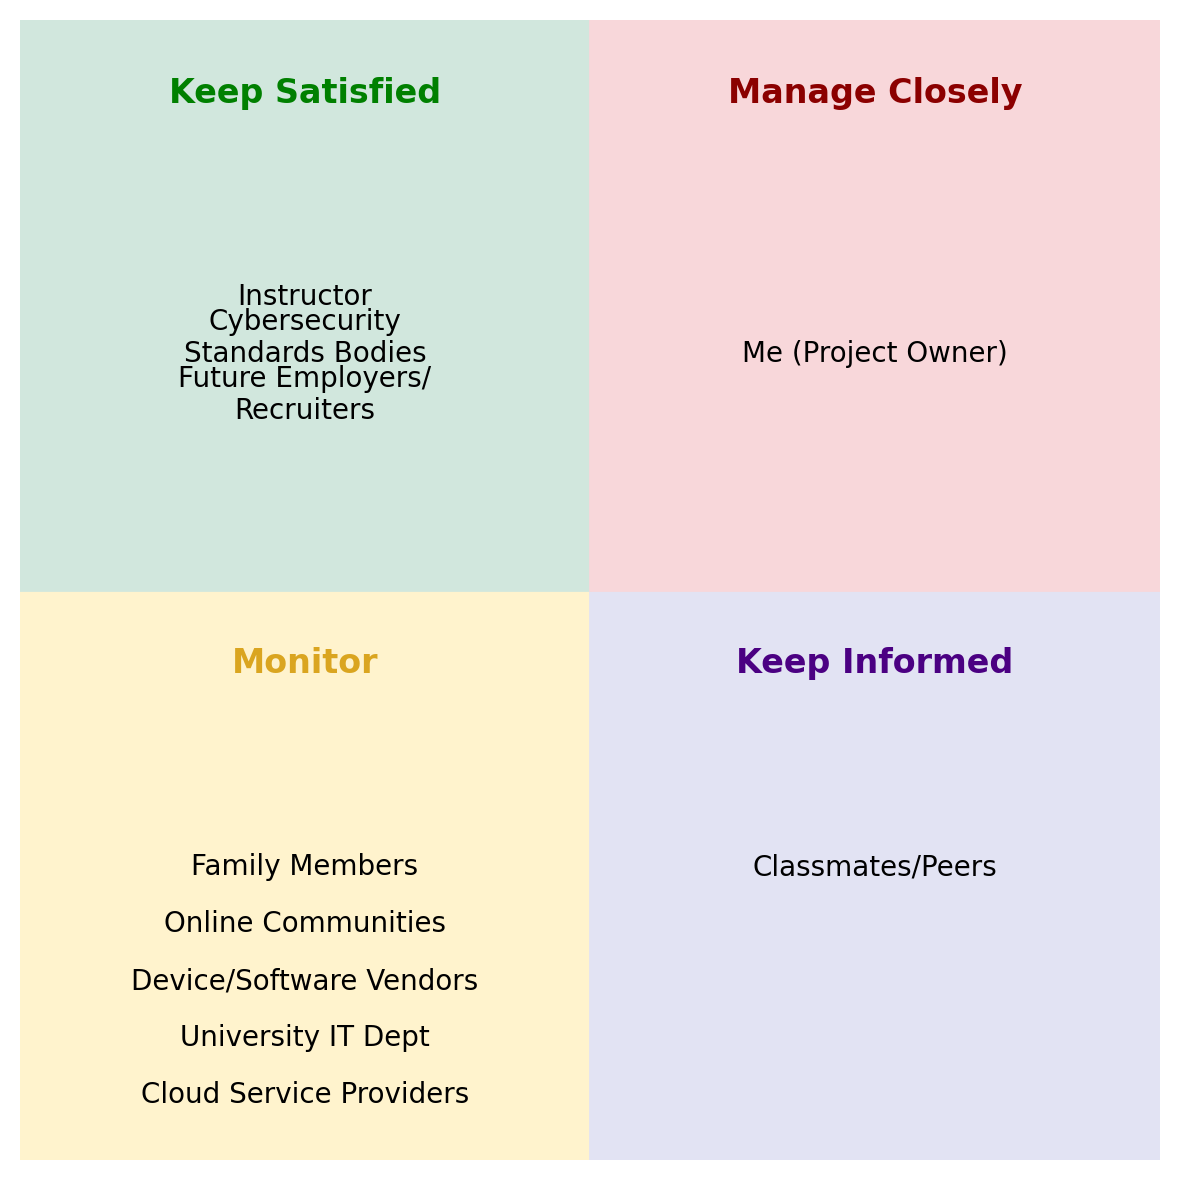 Keep Satisfied
Instructor
Cybersecurity
Standards Bodies
Future Employers/
Recruiters
Manage Closely
Me (Project Owner)
Monitor
Family Members
Online Communities
Device/Software Vendors
University IT Dept
Cloud Service Providers
Keep Informed
Classmates/Peers